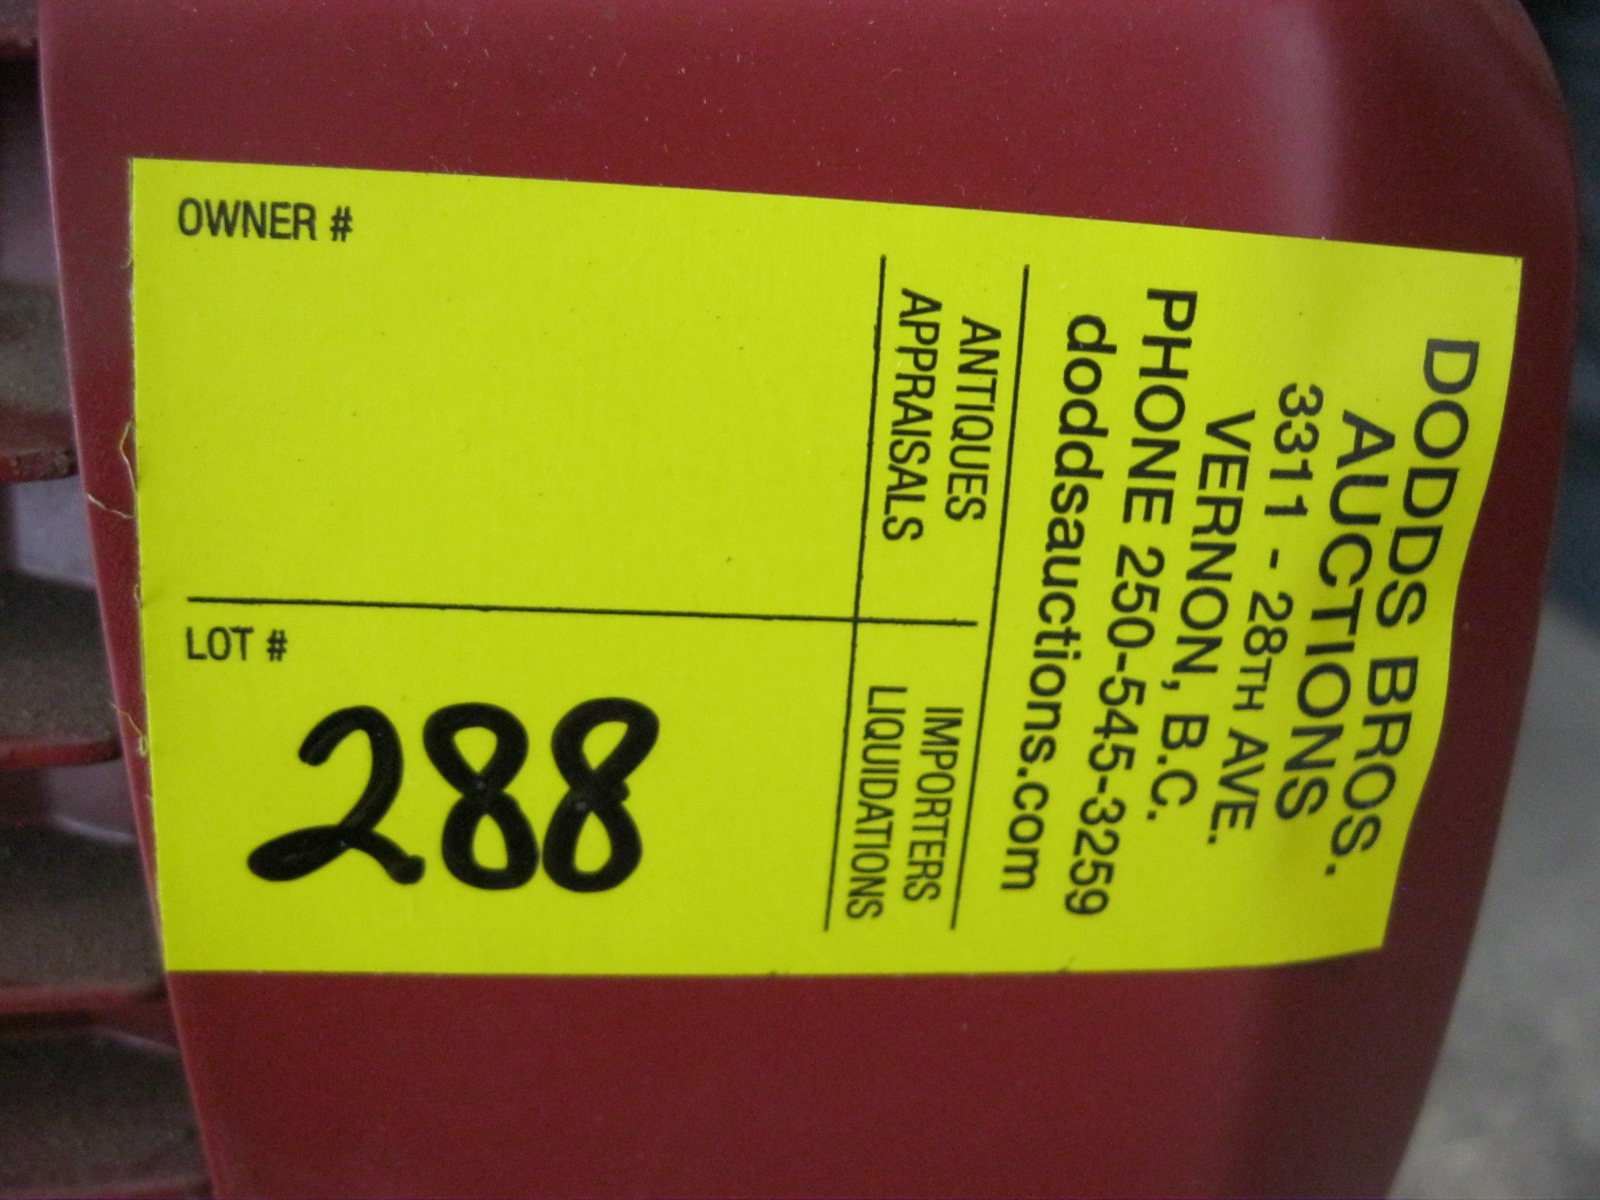 DODDS BROS.
AUCTIONS
3311 - 28TH AVE.
VERNON, B.C.
PHONE 250-545-3259
doddsauctions.com
ANTIQUES
APPRAISALS
IMPORTERS
LIQUIDATIONS
OWNER #
LOT #
288